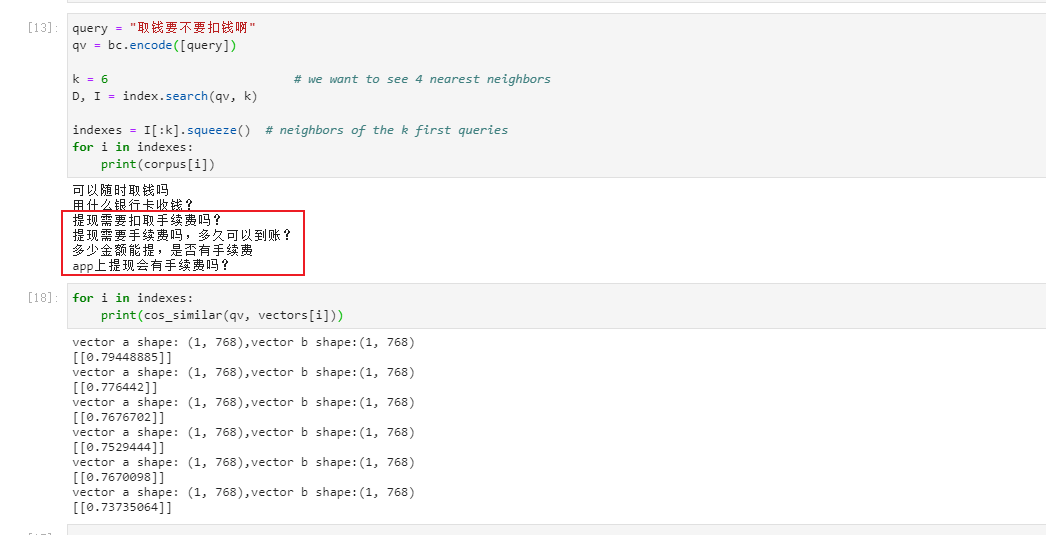 [13]:
query = "取钱要不要扣钱啊"
qv = bc.encode([query])
k = 6 # we want to see 4 nearest neighbors
D, I = index.search(qv, k)
indexes = I[:k].squeeze() # neighbors of the k first queries
for i in indexes:
print(corpus[i])
可以随时取钱吗
用什么银行卡收钱?
提现需要扣取手续费吗?
提现需要手续费吗，多久可以到账?
多少金额能提，是否有手续费
app上提现会有手续费吗?
[18]:
for i in indexes:
print(cos_similar(qv, vectors[i]))
vector a shape: (1, 768),vector b shape:(1, 768)
[[0.79448885]]
vector a shape: (1, 768),vector b shape:(1, 768)
[[0.776442]]
vector a shape: (1, 768),vector b shape:(1, 768)
[[0.7676702]]
vector a shape: (1, 768),vector b shape:(1, 768)
[[0.7529444]]
vector a shape: (1, 768),vector b shape:(1, 768)
[[0.7670098]]
vector a shape: (1, 768),vector b shape:(1, 768)
[[0.73735064]]